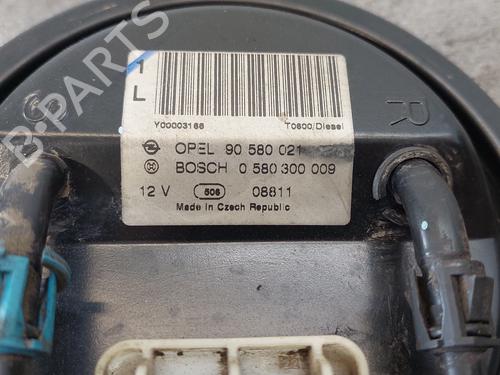 B-PARTS
1
L
Y00003166 T0600/Diesel
OPEL 90 580 021
BOSCH 0 580 300 009
12 V 506 08811
Made in Czech Republic
R